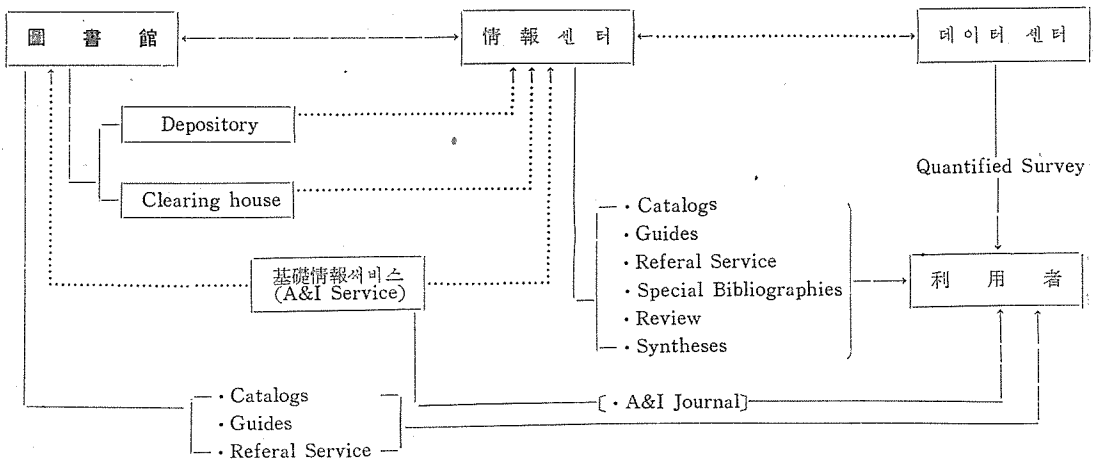 圖書館
情報센터
데이터 센터
Depository
Clearing house
Quantified Survey
· Catalogs
· Guides
· Referal Service
· Special Bibliographies
· Review
· Syntheses
基礎情報서비스
(A&I Service)
利用者
· Catalogs
· Guides
· Referal Service
[· A&I Journal]